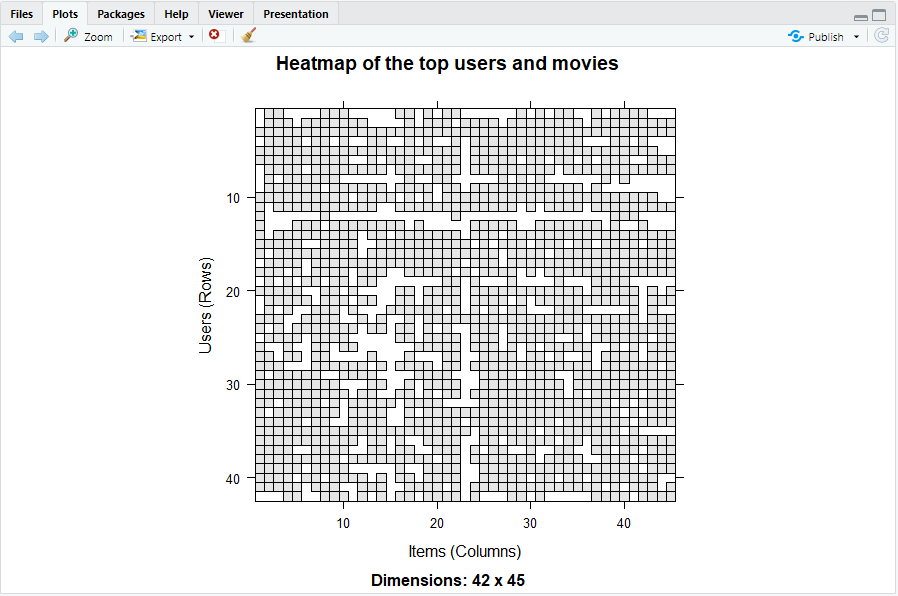 Files Plots Packages Help Viewer Presentation
Zoom Export Publish
Heatmap of the top users and movies
10
20
30
40
Users (Rows)
10 20 30 40
Items (Columns)
Dimensions: 42 x 45